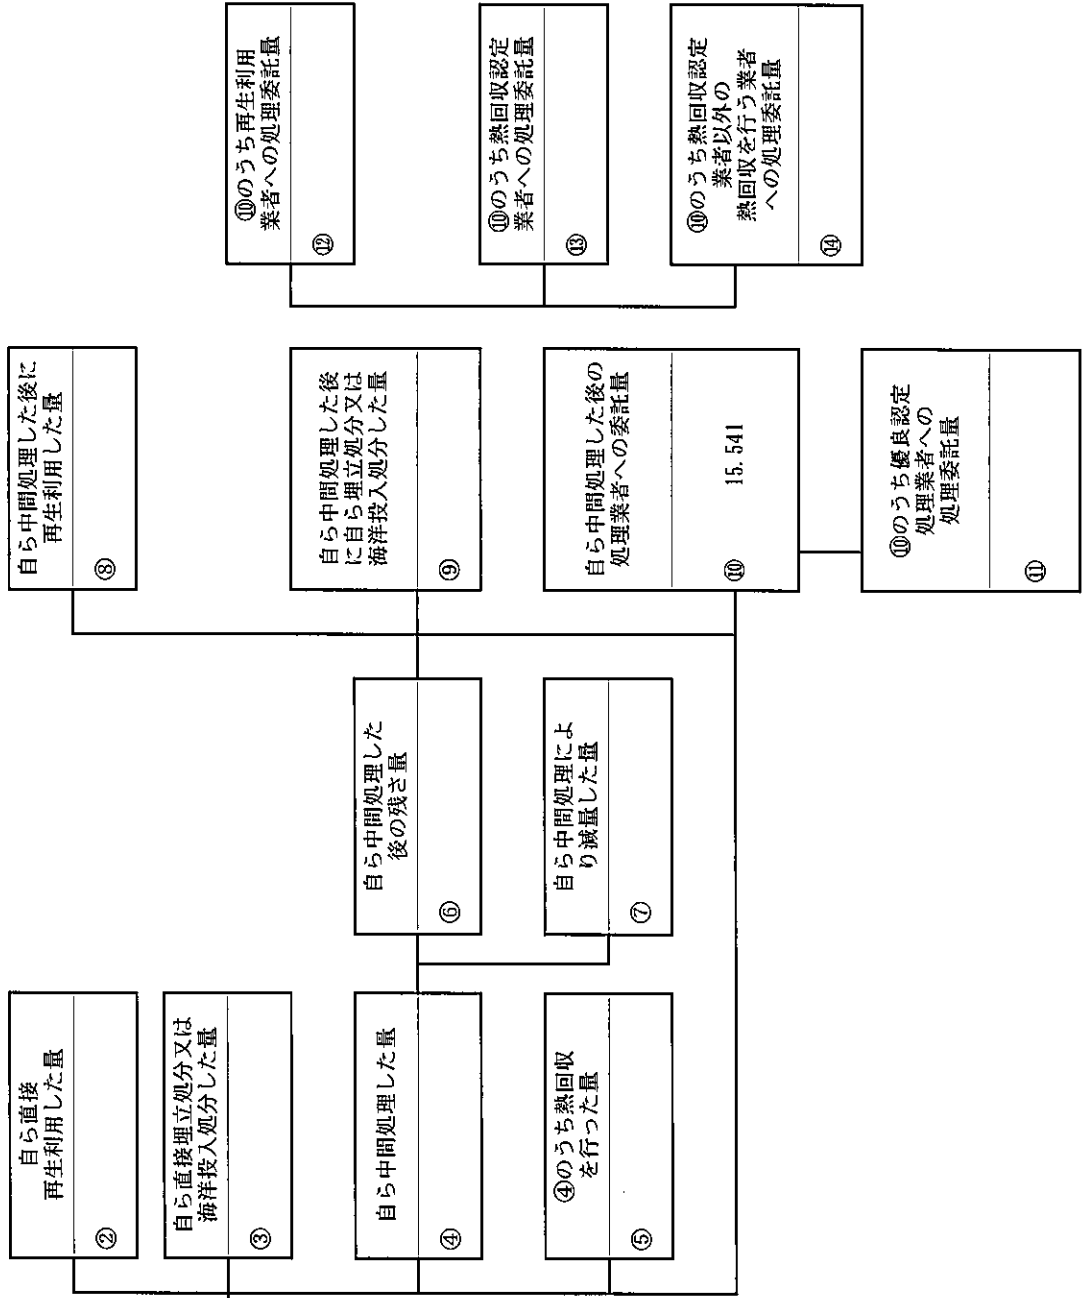 自ら直接
再生利用した量
②
自ら直接埋立処分又は
海洋投入処分した量
③
自ら中間処理した量
④
④のうち熱回収
を行った量
⑤
自ら中間処理した
後の残さ量
⑥
自ら中間処理によ
り減量した量
⑦
自ら中間処理した後に
再生利用した量
⑧
自ら中間処理した後
に自ら埋立処分又は
海洋投入処分した量
⑨
自ら中間処理した後の
処理業者への委託量
⑩
15.541
⑩のうち優良認定
処理業者への
処理委託量
⑪
⑩のうち再生利用
業者への処理委託量
⑫
⑩のうち熱回収認定
業者への処理委託量
⑬
⑩のうち熱回収認定
業者以外の
熱回収を行う業者
への処理委託量
⑭